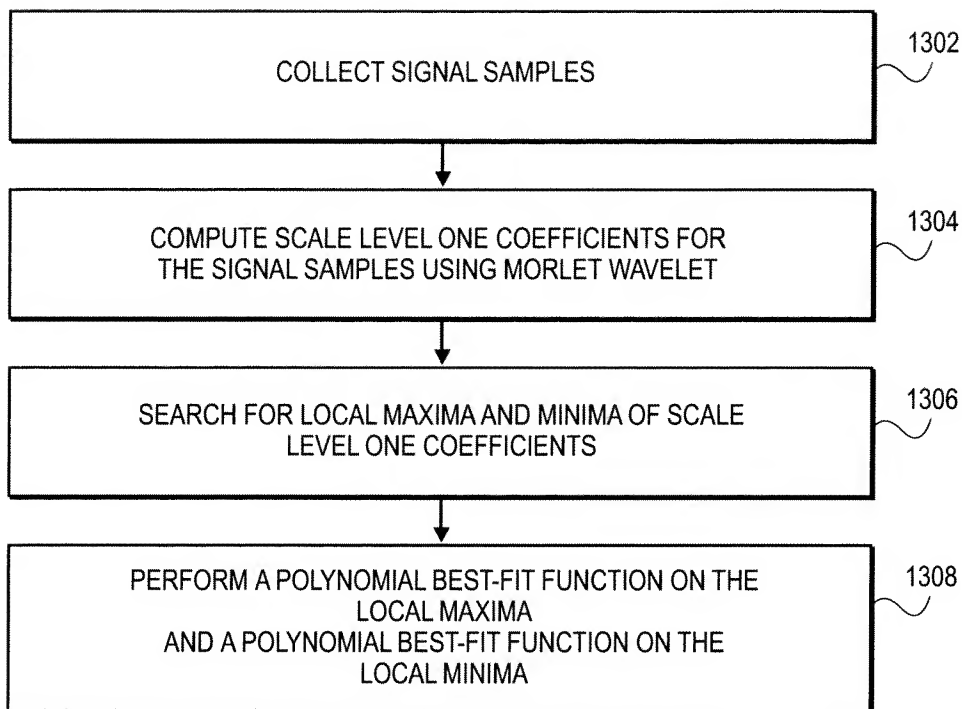 COLLECT SIGNAL SAMPLES
1302
COMPUTE SCALE LEVEL ONE COEFFICIENTS FOR
THE SIGNAL SAMPLES USING MORLET WAVELET
1304
SEARCH FOR LOCAL MAXIMA AND MINIMA OF SCALE
LEVEL ONE COEFFICIENTS
1306
PERFORM A POLYNOMIAL BEST-FIT FUNCTION ON THE
LOCAL MAXIMA
AND A POLYNOMIAL BEST-FIT FUNCTION ON THE
LOCAL MINIMA
1308